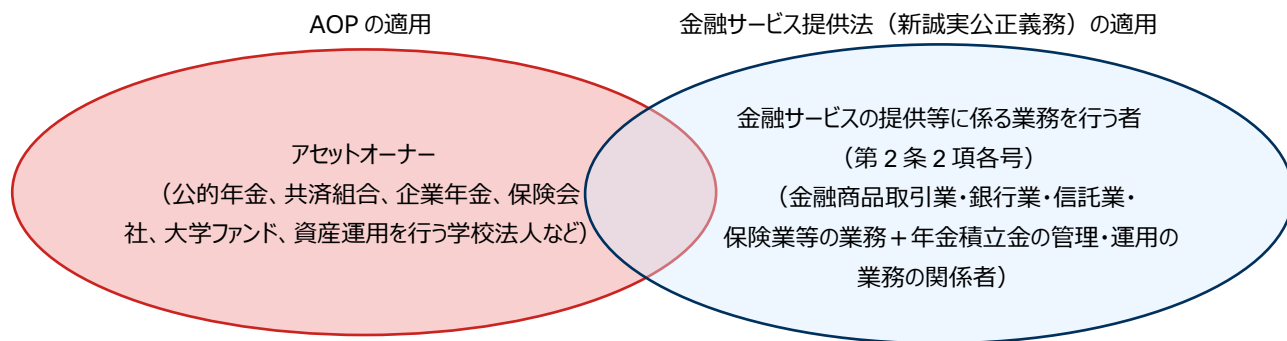 AOP の適用
金融サービス提供法（新誠実公正義務）の適用
アセットオーナー
（公的年金、共済組合、企業年金、保険会
社、大学ファンド、資産運用を行う学校法人など）
金融サービスの提供等に係る業務を行う者
（第２条２項各号）
（金融商品取引業・銀行業・信託業・
保険業等の業務＋年金積立金の管理・運用の
業務の関係者）